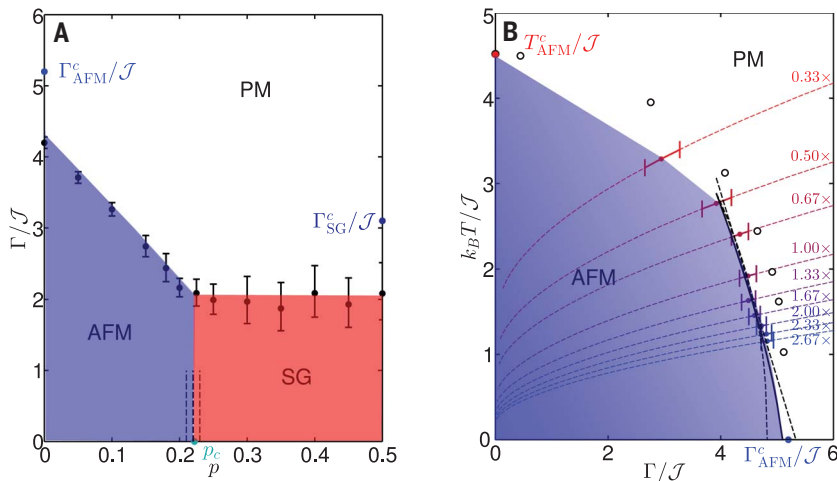 A
6
5
4
3
2
1
0
Γ/𝒥
Γ^c_AFM/𝒥
PM
Γ^c_SG/𝒥
AFM
SG
0
0.1
0.2
0.3
0.4
0.5
p_c
p
B
5
4
3
2
1
0
k_BT/𝒥
T^c_AFM/𝒥
PM
0.33×
0.50×
0.67×
1.00×
1.33×
1.67×
2.00×
2.33×
2.67×
AFM
0
2
4
6
Γ/𝒥
Γ^c_AFM/𝒥